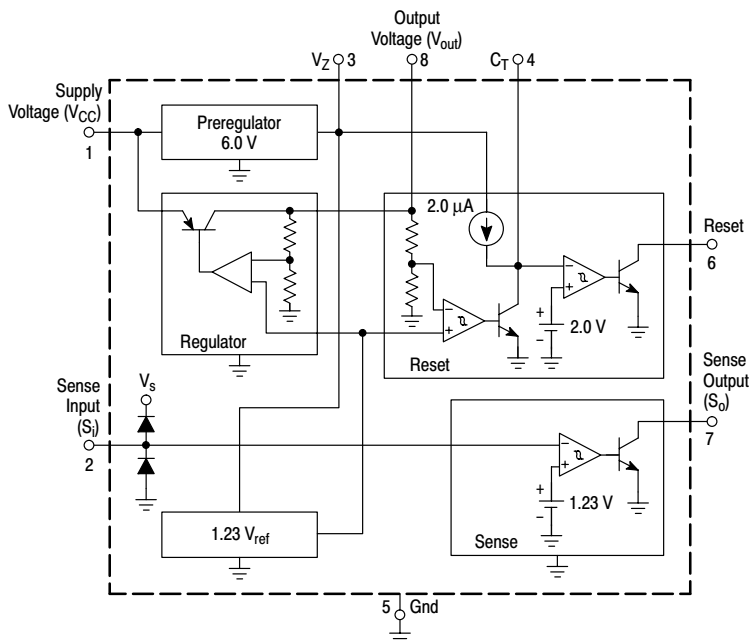 Output
Voltage (Vout)
VZ 3
8
CT 4
Supply
Voltage (VCC)
1
Preregulator
6.0 V
2.0 µA
Reset
6
−
+
−
+
+
−
2.0 V
Regulator
Reset
Sense
Input
(Si)
2
Vs
Sense
Output
(So)
7
−
+
+
−
1.23 V
1.23 Vref
Sense
5 Gnd